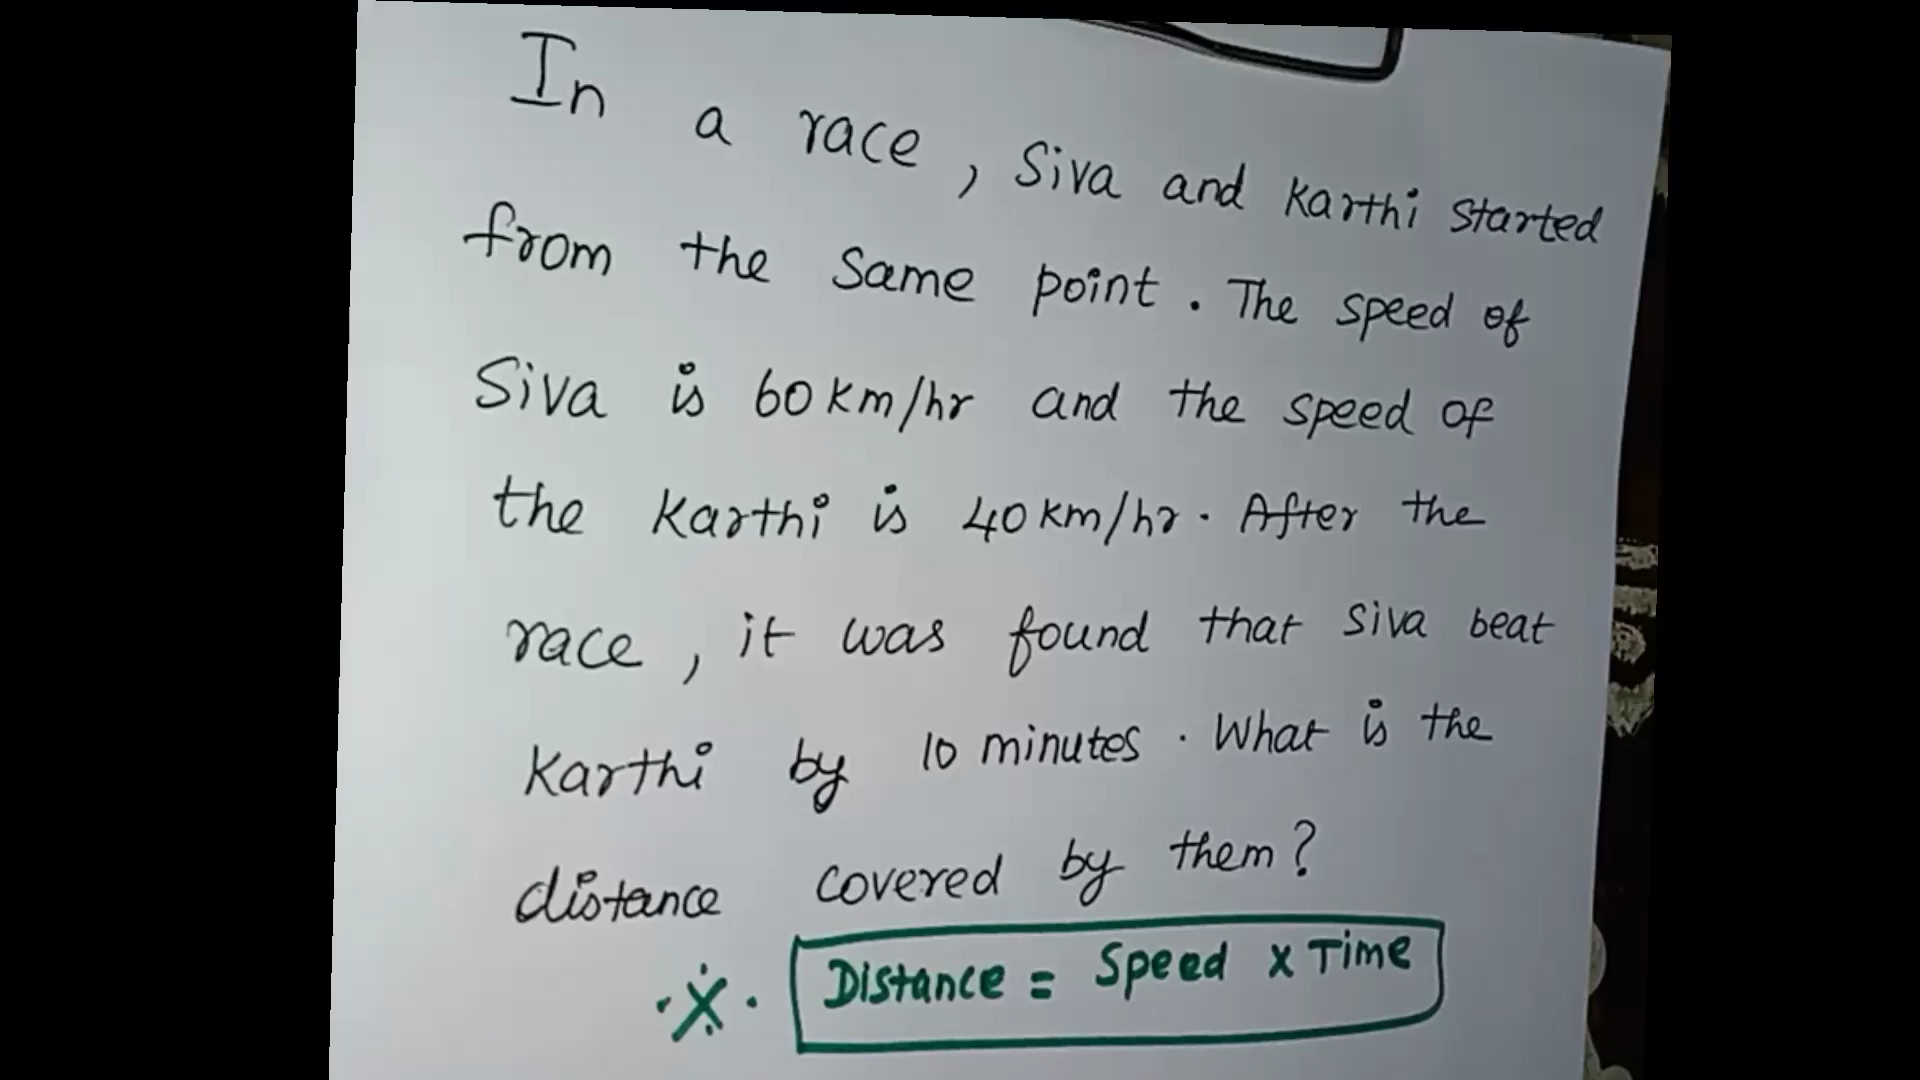 In a race, Siva and Karthi started
from the same point. The speed of
Siva is 60 km/hr and the speed of
the Karthi is 40 km/hr. After the
race, it was found that Siva beat
Karthi by 10 minutes. What is the
distance covered by them?
Distance = Speed x Time